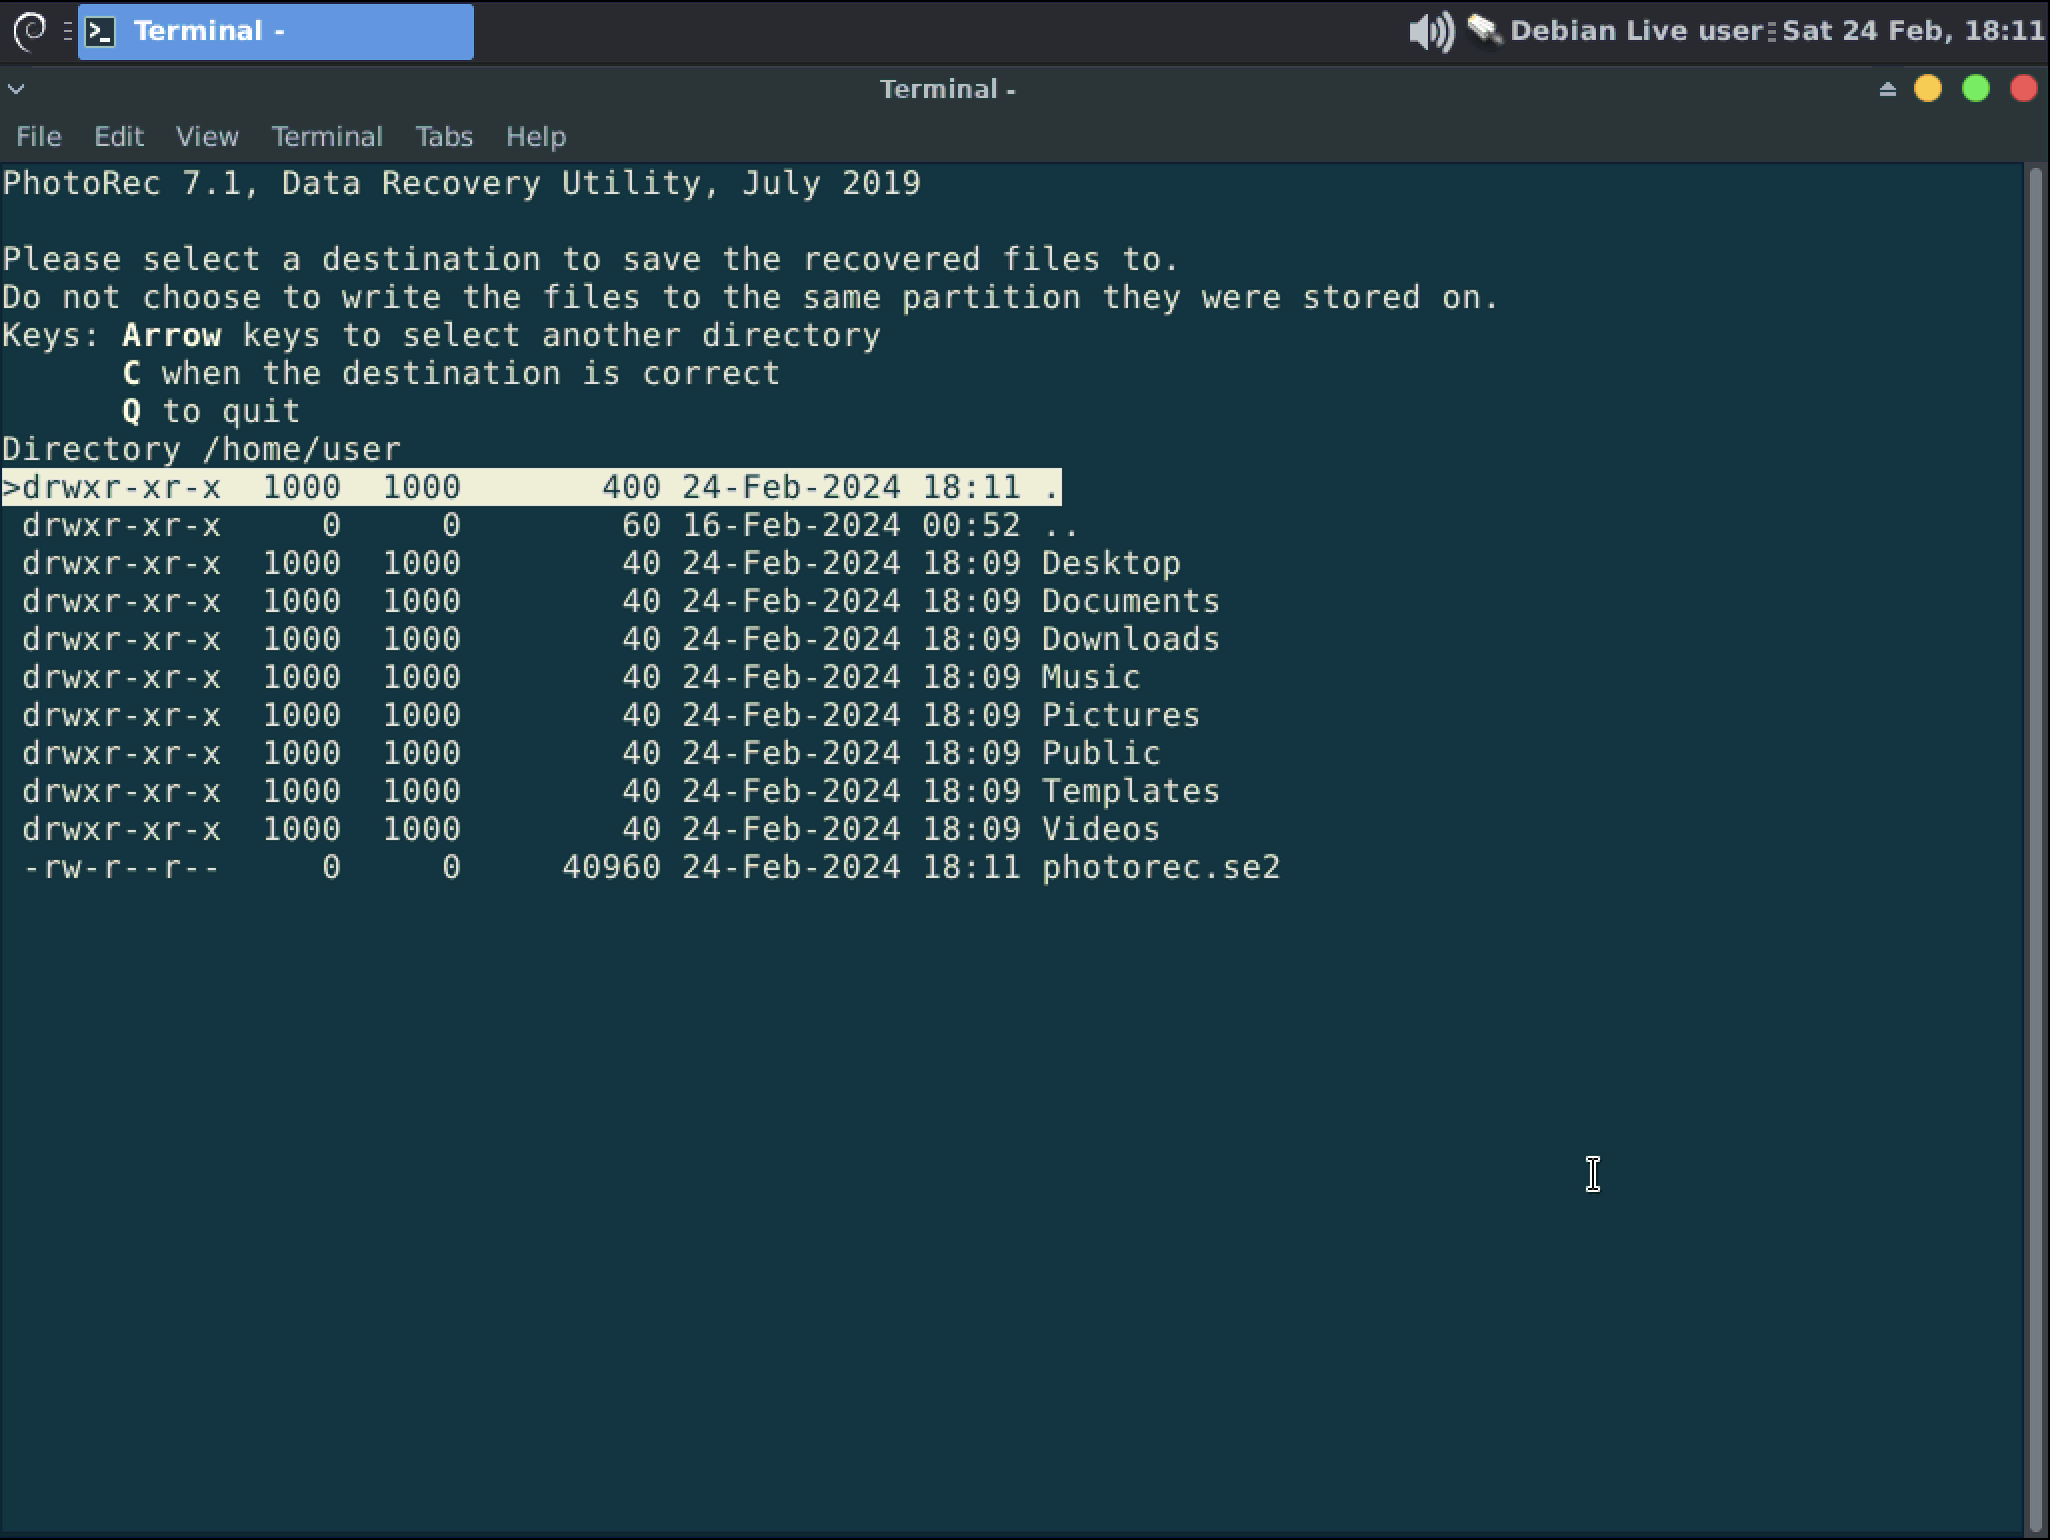 Terminal -
Debian Live user
Sat 24 Feb, 18:11
Terminal -
File Edit View Terminal Tabs Help
PhotoRec 7.1, Data Recovery Utility, July 2019
Please select a destination to save the recovered files to.
Do not choose to write the files to the same partition they were stored on.
Keys: Arrow keys to select another directory
      C when the destination is correct
      Q to quit
Directory /home/user
>drwxr-xr-x  1000  1000       400 24-Feb-2024 18:11 .
 drwxr-xr-x     0     0        60 16-Feb-2024 00:52 ..
 drwxr-xr-x  1000  1000        40 24-Feb-2024 18:09 Desktop
 drwxr-xr-x  1000  1000        40 24-Feb-2024 18:09 Documents
 drwxr-xr-x  1000  1000        40 24-Feb-2024 18:09 Downloads
 drwxr-xr-x  1000  1000        40 24-Feb-2024 18:09 Music
 drwxr-xr-x  1000  1000        40 24-Feb-2024 18:09 Pictures
 drwxr-xr-x  1000  1000        40 24-Feb-2024 18:09 Public
 drwxr-xr-x  1000  1000        40 24-Feb-2024 18:09 Templates
 drwxr-xr-x  1000  1000        40 24-Feb-2024 18:09 Videos
 -rw-r--r--     0     0     40960 24-Feb-2024 18:11 photorec.se2